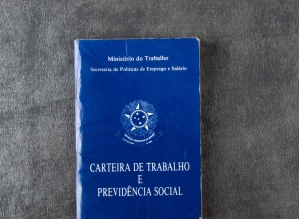 Ministério do Trabalho
Secretaria de Políticas de Emprego e Salário
CARTEIRA DE TRABALHO
E
PREVIDÊNCIA SOCIAL